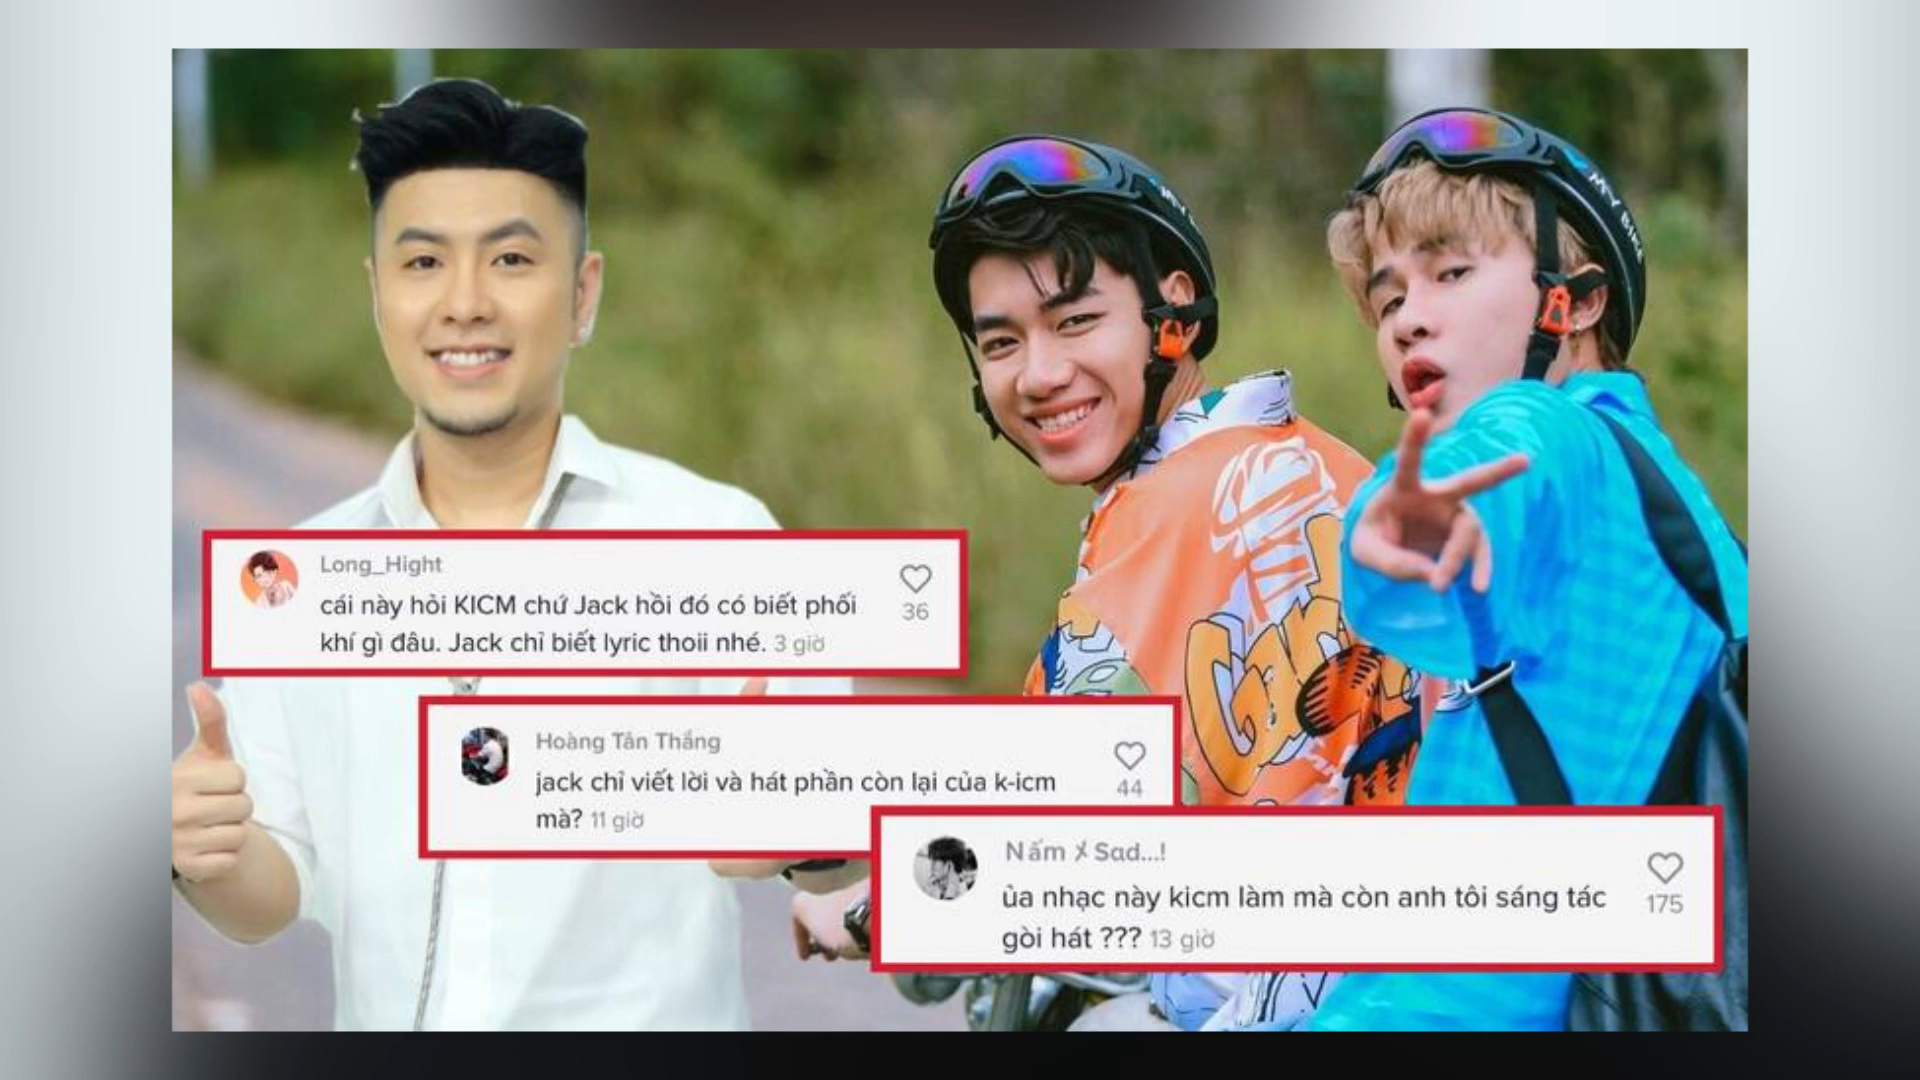 MY BIKE
Long_Hight
cái này hỏi KICM chứ Jack hồi đó có biết phối
khí gì đâu. Jack chỉ biết lyric thoii nhé. 3 giờ
36
Hoàng Tân Thắng
jack chỉ viết lời và hát phần còn lại của k-icm
mà? 11 giờ
44
Nấm メ Sad...!
ủa nhạc này kicm làm mà còn anh tôi sáng tác
gòi hát ??? 13 giờ
175